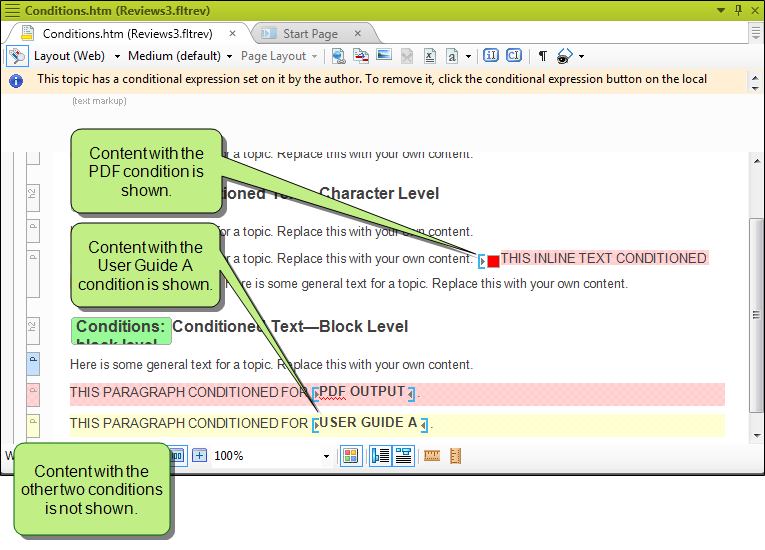 Conditions.htm (Reviews3.fltrev)
Conditions.htm (Reviews3.fltrev)
Start Page
Layout (Web)
Medium (default)
Page Layout
This topic has a conditional expression set on it by the author. To remove it, click the conditional expression button on the local
(text markup)
Content with the
PDF condition is
shown.
r a topic. Replace this with your own content.
h2
Character Level
p
Content with the
User Guide A
condition is shown.
r a topic. Replace this with your own content.
p
r a topic. Replace this with your own content.
THIS INLINE TEXT CONDITIONED
Here is some general text for a topic. Replace this with your own content.
h2
Conditions:
block level
Conditioned Text—Block Level
p
Here is some general text for a topic. Replace this with your own content.
p
THIS PARAGRAPH CONDITIONED FOR PDF OUTPUT.
p
THIS PARAGRAPH CONDITIONED FOR USER GUIDE A.
W
100%
Content with the
other two conditions
is not shown.